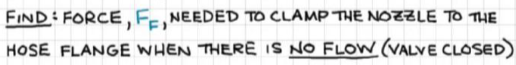 FIND: FORCE, F_F, NEEDED TO CLAMP THE NOZZLE TO THE
HOSE FLANGE WHEN THERE IS NO FLOW (VALVE CLOSED)